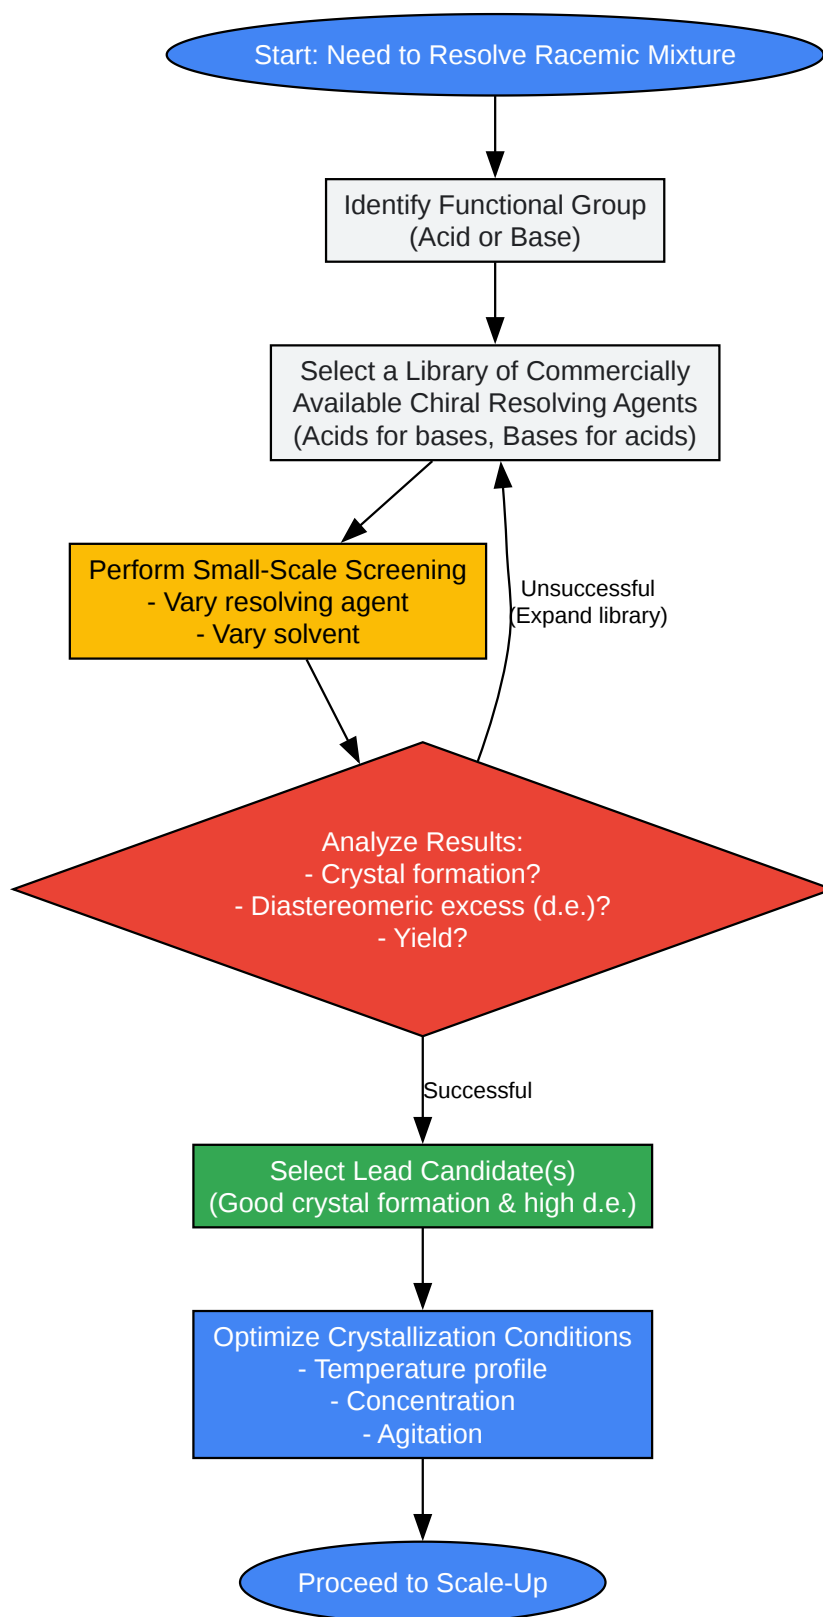 Start: Need to Resolve Racemic Mixture
Identify Functional Group
(Acid or Base)
Select a Library of Commercially
Available Chiral Resolving Agents
(Acids for bases, Bases for acids)
Perform Small-Scale Screening
- Vary resolving agent
- Vary solvent
Unsuccessful
(Expand library)
Analyze Results:
- Crystal formation?
- Diastereomeric excess (d.e.)?
- Yield?
Successful
Select Lead Candidate(s)
(Good crystal formation & high d.e.)
Optimize Crystallization Conditions
- Temperature profile
- Concentration
- Agitation
Proceed to Scale-Up